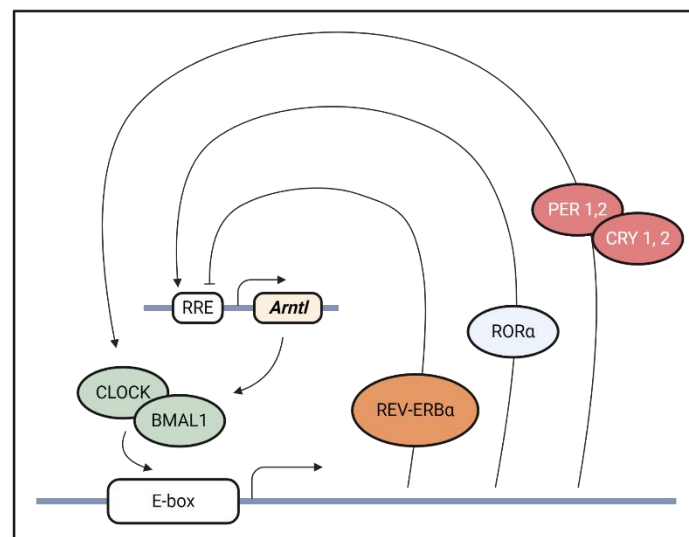 PER 1,2
CRY 1, 2
RRE
Arntl
RORα
CLOCK
BMAL1
REV-ERBα
E-box